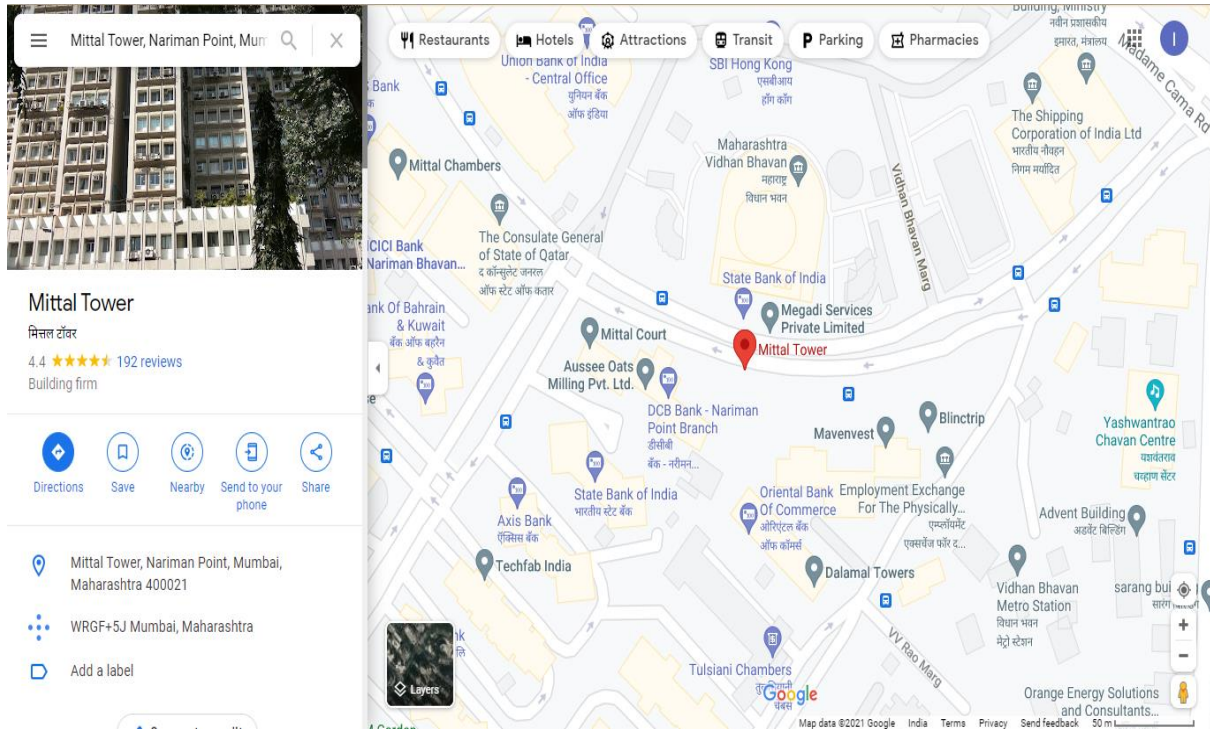 Mittal Tower, Nariman Point, Mum
Mittal Tower
मित्तल टॉवर
4.4
192 reviews
Building firm
Directions
Save
Nearby
Send to your
phone
Share
Mittal Tower, Nariman Point, Mumbai,
Maharashtra 400021
WRGF+5J Mumbai, Maharashtra
Add a label
Restaurants
Hotels
Attractions
Transit
Parking
Pharmacies
I
Building, Ministry
नवीन प्रशासकीय
इमारत, मंत्रालय
Madame Cama Rd
Union Bank of India
- Central Office
युनियन बँक
ऑफ इंडिया
SBI Hong Kong
एसबीआय
हाँग काँग
Bank
The Shipping
Corporation of India Ltd
भारतीय नौवहन
निगम मर्यादित
Maharashtra
Vidhan Bhavan
महाराष्ट्र
विधान भवन
Mittal Chambers
Vidhan Bhavan Marg
The Consulate General
of State of Qatar
द कॉन्सुलेट जनरल
ऑफ स्टेट ऑफ कतार
ICICI Bank
Nariman Bhavan...
State Bank of India
Megadi Services
Private Limited
Mittal Tower
ank Of Bahrain
& Kuwait
बँक ऑफ बहरैन
& कुवैत
Mittal Court
Aussee Oats
Milling Pvt. Ltd.
DCB Bank - Nariman
Point Branch
डीसीबी
बँक - नरीमन...
Blinctrip
Mavenvest
Yashwantrao
Chavan Centre
यशवंतराव
चव्हाण सेंटर
State Bank of India
भारतीय स्टेट बँक
Oriental Bank
Of Commerce
ओरिएंटल बँक
ऑफ कॉमर्स
Employment Exchange
For The Physically...
एम्प्लॉयमेंट
एक्सचेंज फॉर द...
Axis Bank
ऍक्सिस बँक
Advent Building
अडवेंट बिल्डिंग
Techfab India
Dalamal Towers
Vidhan Bhavan
Metro Station
विधान भवन
मेट्रो स्टेशन
sarang bui
VV Rao Marg
Tulsiani Chambers
Layers
Google
Orange Energy Solutions
and Consultants...
Map data ©2021 Google India Terms Privacy Send feedback 50 m